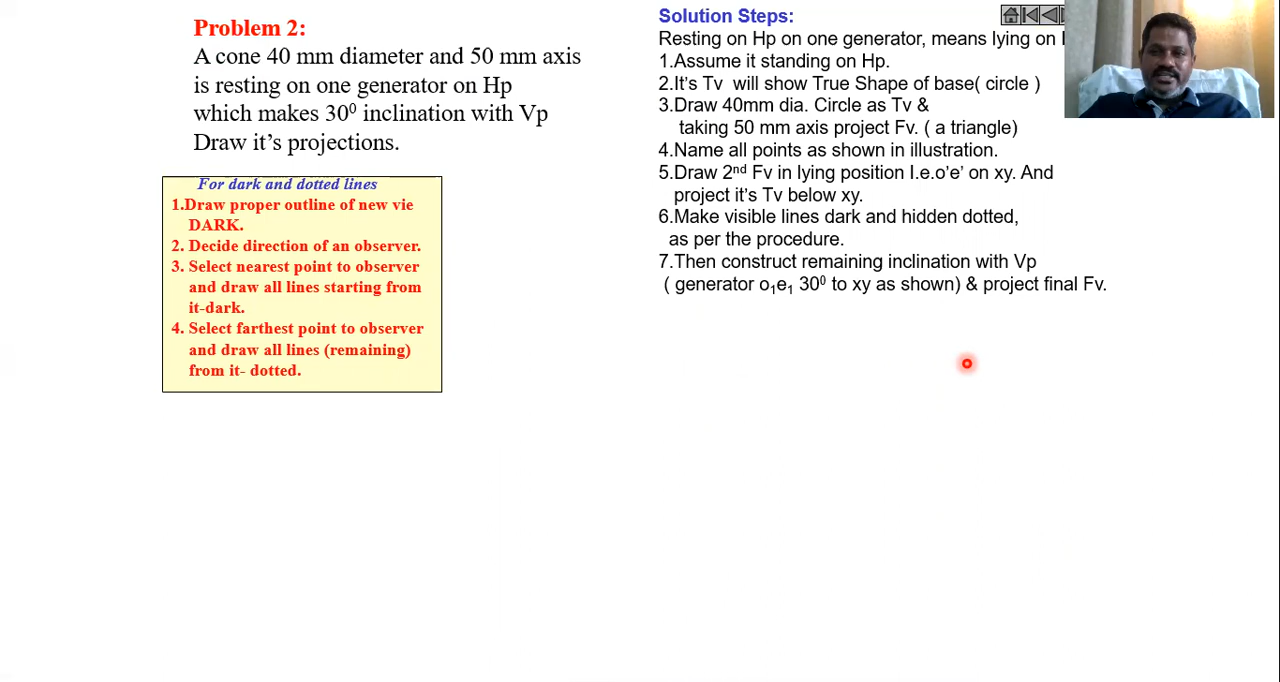 Problem 2:
A cone 40 mm diameter and 50 mm axis
is resting on one generator on Hp
which makes 30⁰ inclination with Vp
Draw it’s projections.
For dark and dotted lines
1.Draw proper outline of new vie
DARK.
2. Decide direction of an observer.
3. Select nearest point to observer
and draw all lines starting from
it-dark.
4. Select farthest point to observer
and draw all lines (remaining)
from it- dotted.
Solution Steps:
Resting on Hp on one generator, means lying on
1.Assume it standing on Hp.
2.It’s Tv will show True Shape of base( circle )
3.Draw 40mm dia. Circle as Tv &
taking 50 mm axis project Fv. ( a triangle)
4.Name all points as shown in illustration.
5.Draw 2ⁿᵈ Fv in lying position I.e.o’e’ on xy. And
project it’s Tv below xy.
6.Make visible lines dark and hidden dotted,
as per the procedure.
7.Then construct remaining inclination with Vp
( generator o₁e₁ 30⁰ to xy as shown) & project final Fv.